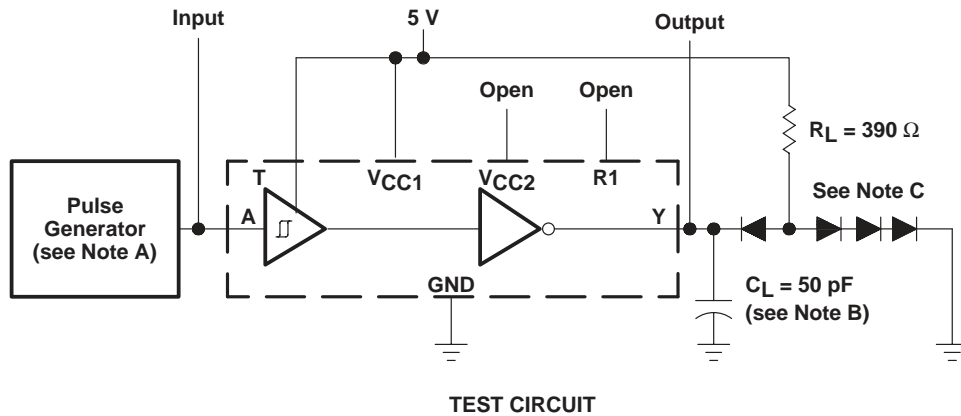 Input
5 V
Output
Open
Open
RL = 390 Ω
T
VCC1
VCC2
R1
See Note C
Pulse
Generator
(see Note A)
A
Y
GND
CL = 50 pF
(see Note B)
TEST CIRCUIT